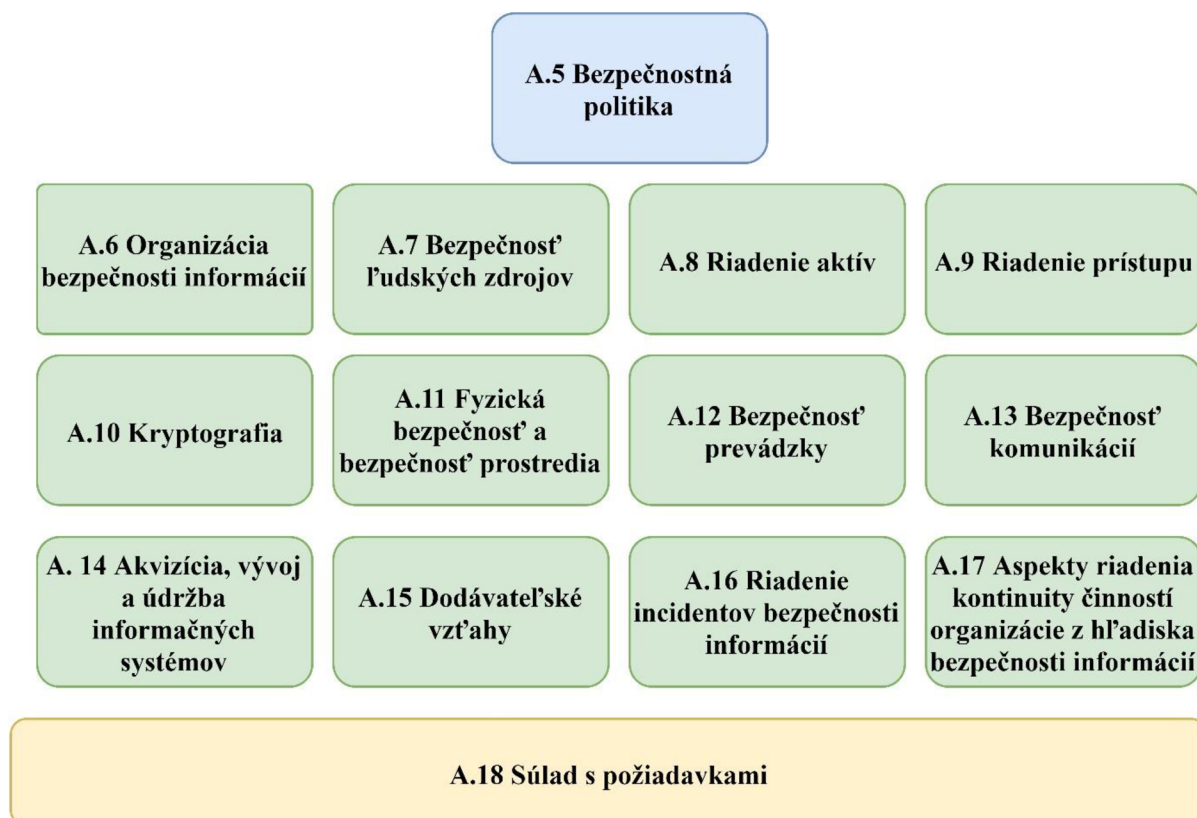 A.5 Bezpečnostná
politika
A.6 Organizácia
bezpečnosti informácií
A.7 Bezpečnosť
ľudských zdrojov
A.8 Riadenie aktív
A.9 Riadenie prístupu
A.10 Kryptografia
A.11 Fyzická
bezpečnosť a
bezpečnosť prostredia
A.12 Bezpečnosť
prevádzky
A.13 Bezpečnosť
komunikácií
A. 14 Akvizícia, vývoj
a údržba
informačných
systémov
A.15 Dodávateľské
vzťahy
A.16 Riadenie
incidentov bezpečnosti
informácií
A.17 Aspekty riadenia
kontinuity činností
organizácie z hľadiska
bezpečnosti informácií
A.18 Súlad s požiadavkami